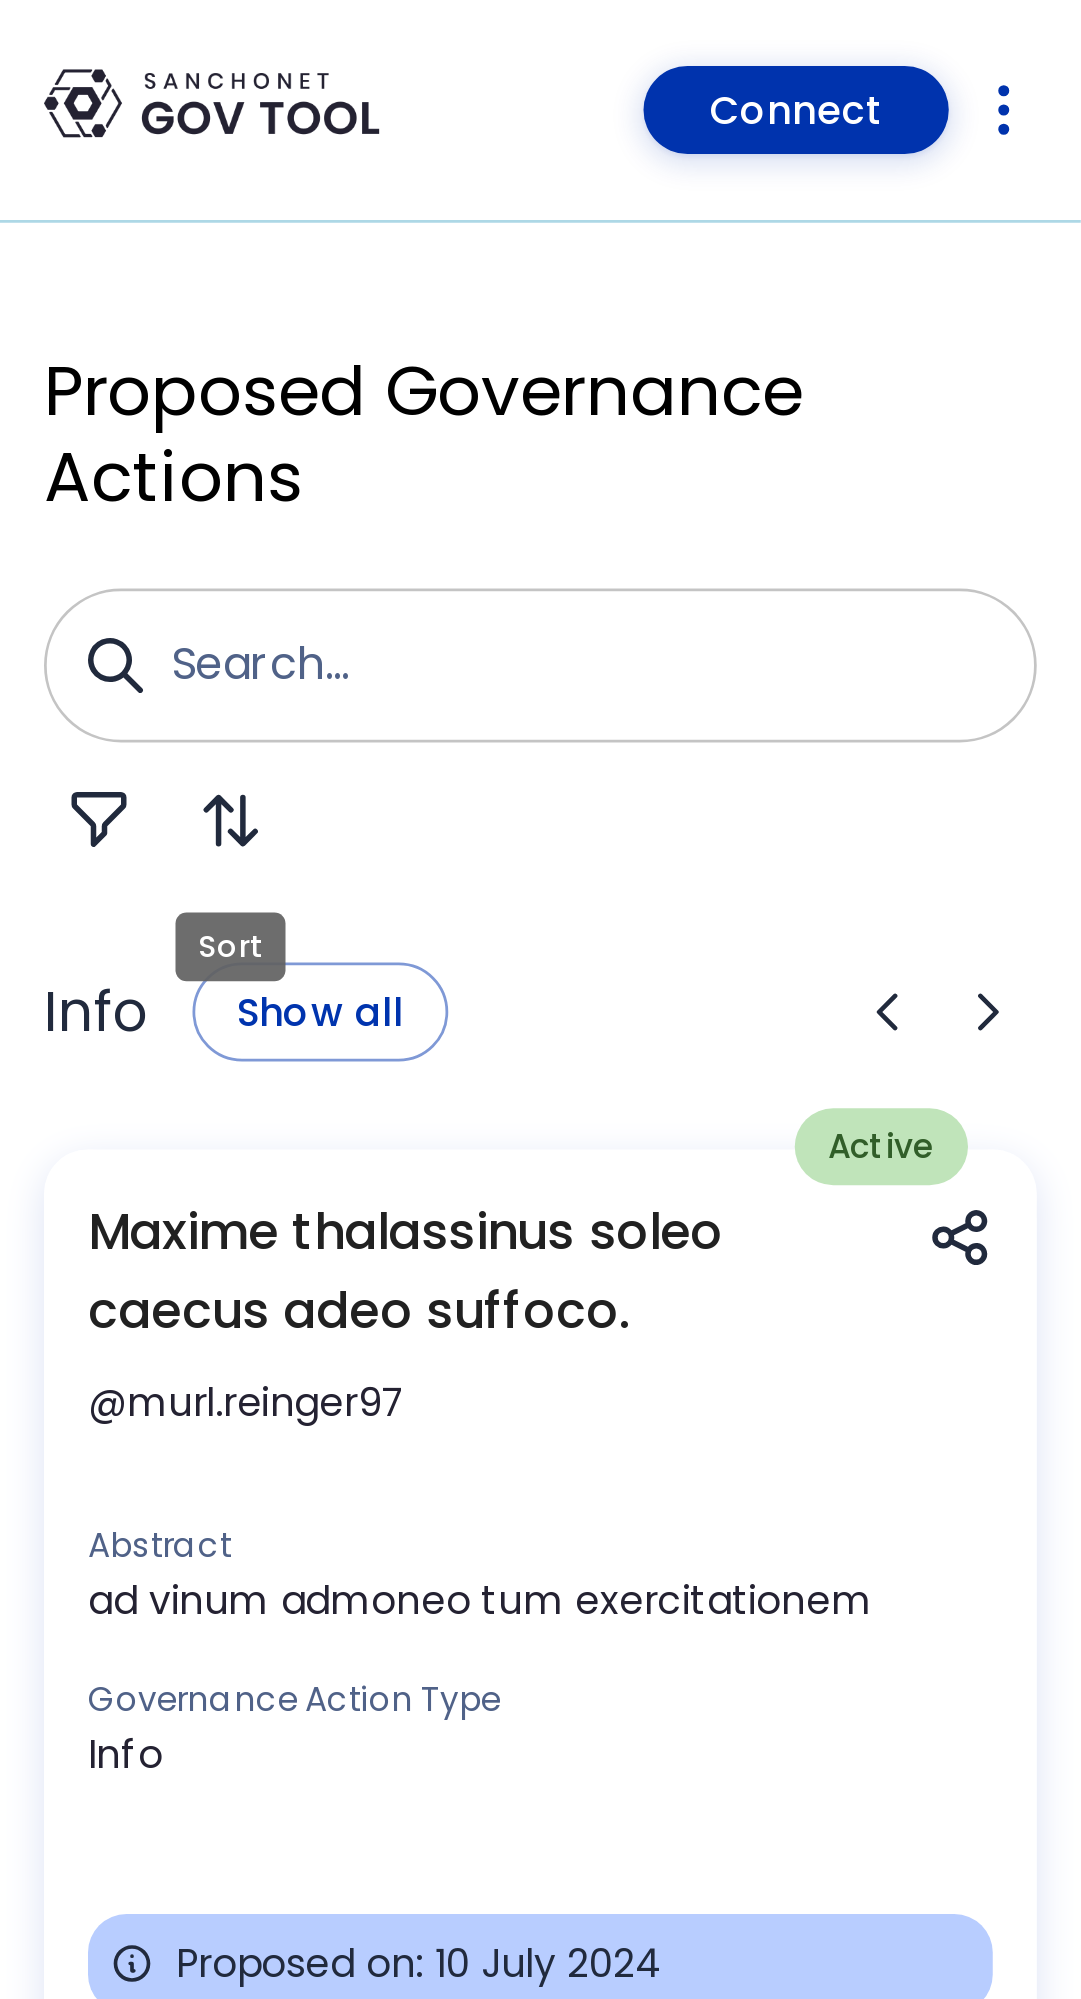 SANCHONET
GOV TOOL
Connect
Proposed Governance
Actions
Search...
Sort
Info
Show all
Active
Maxime thalassinus soleo
caecus adeo suffoco.
@murl.reinger97
Abstract
ad vinum admoneo tum exercitationem
Governance Action Type
Info
Proposed on: 10 July 2024